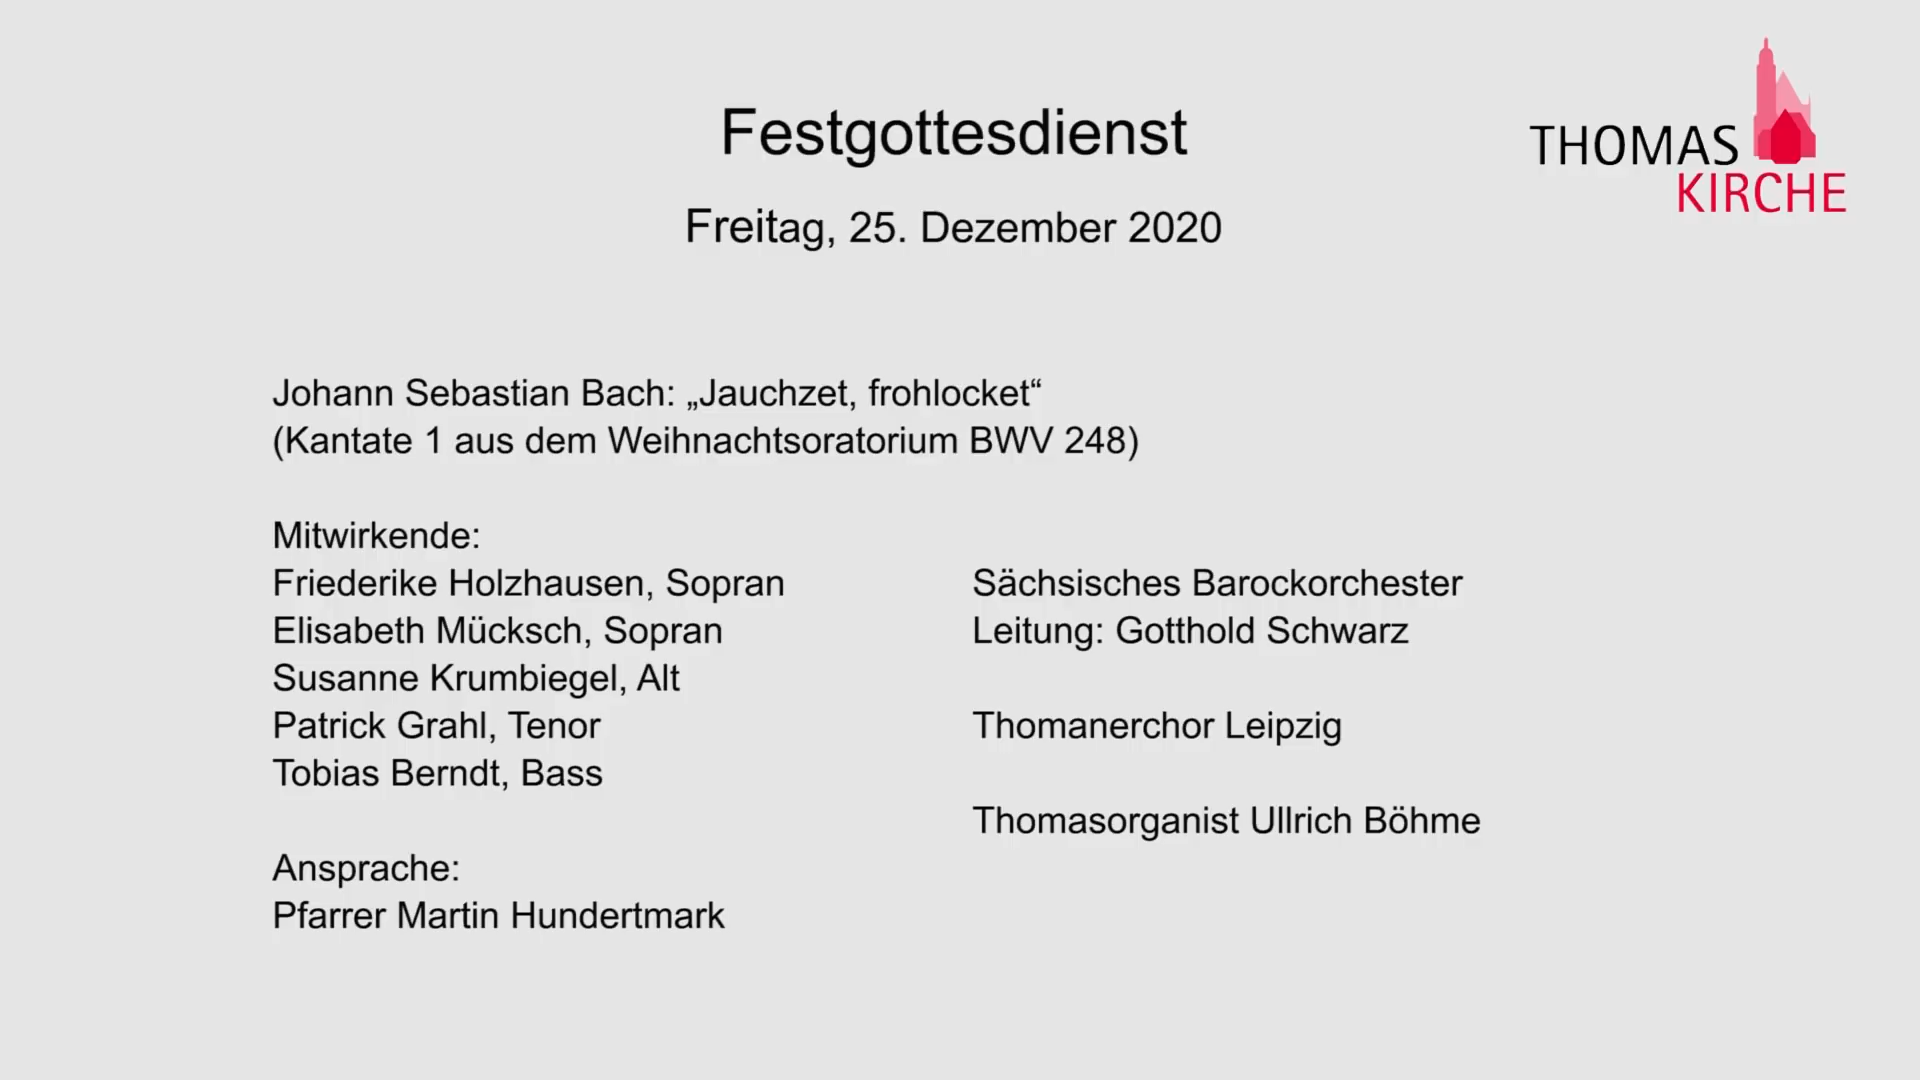 Festgottesdienst
Freitag, 25. Dezember 2020
THOMAS
KIRCHE
Johann Sebastian Bach: „Jauchzet, frohlocket“
(Kantate 1 aus dem Weihnachtsoratorium BWV 248)
Mitwirkende:
Friederike Holzhausen, Sopran
Elisabeth Mücksch, Sopran
Susanne Krumbiegel, Alt
Patrick Grahl, Tenor
Tobias Berndt, Bass
Ansprache:
Pfarrer Martin Hundertmark
Sächsisches Barockorchester
Leitung: Gotthold Schwarz
Thomanerchor Leipzig
Thomasorganist Ullrich Böhme